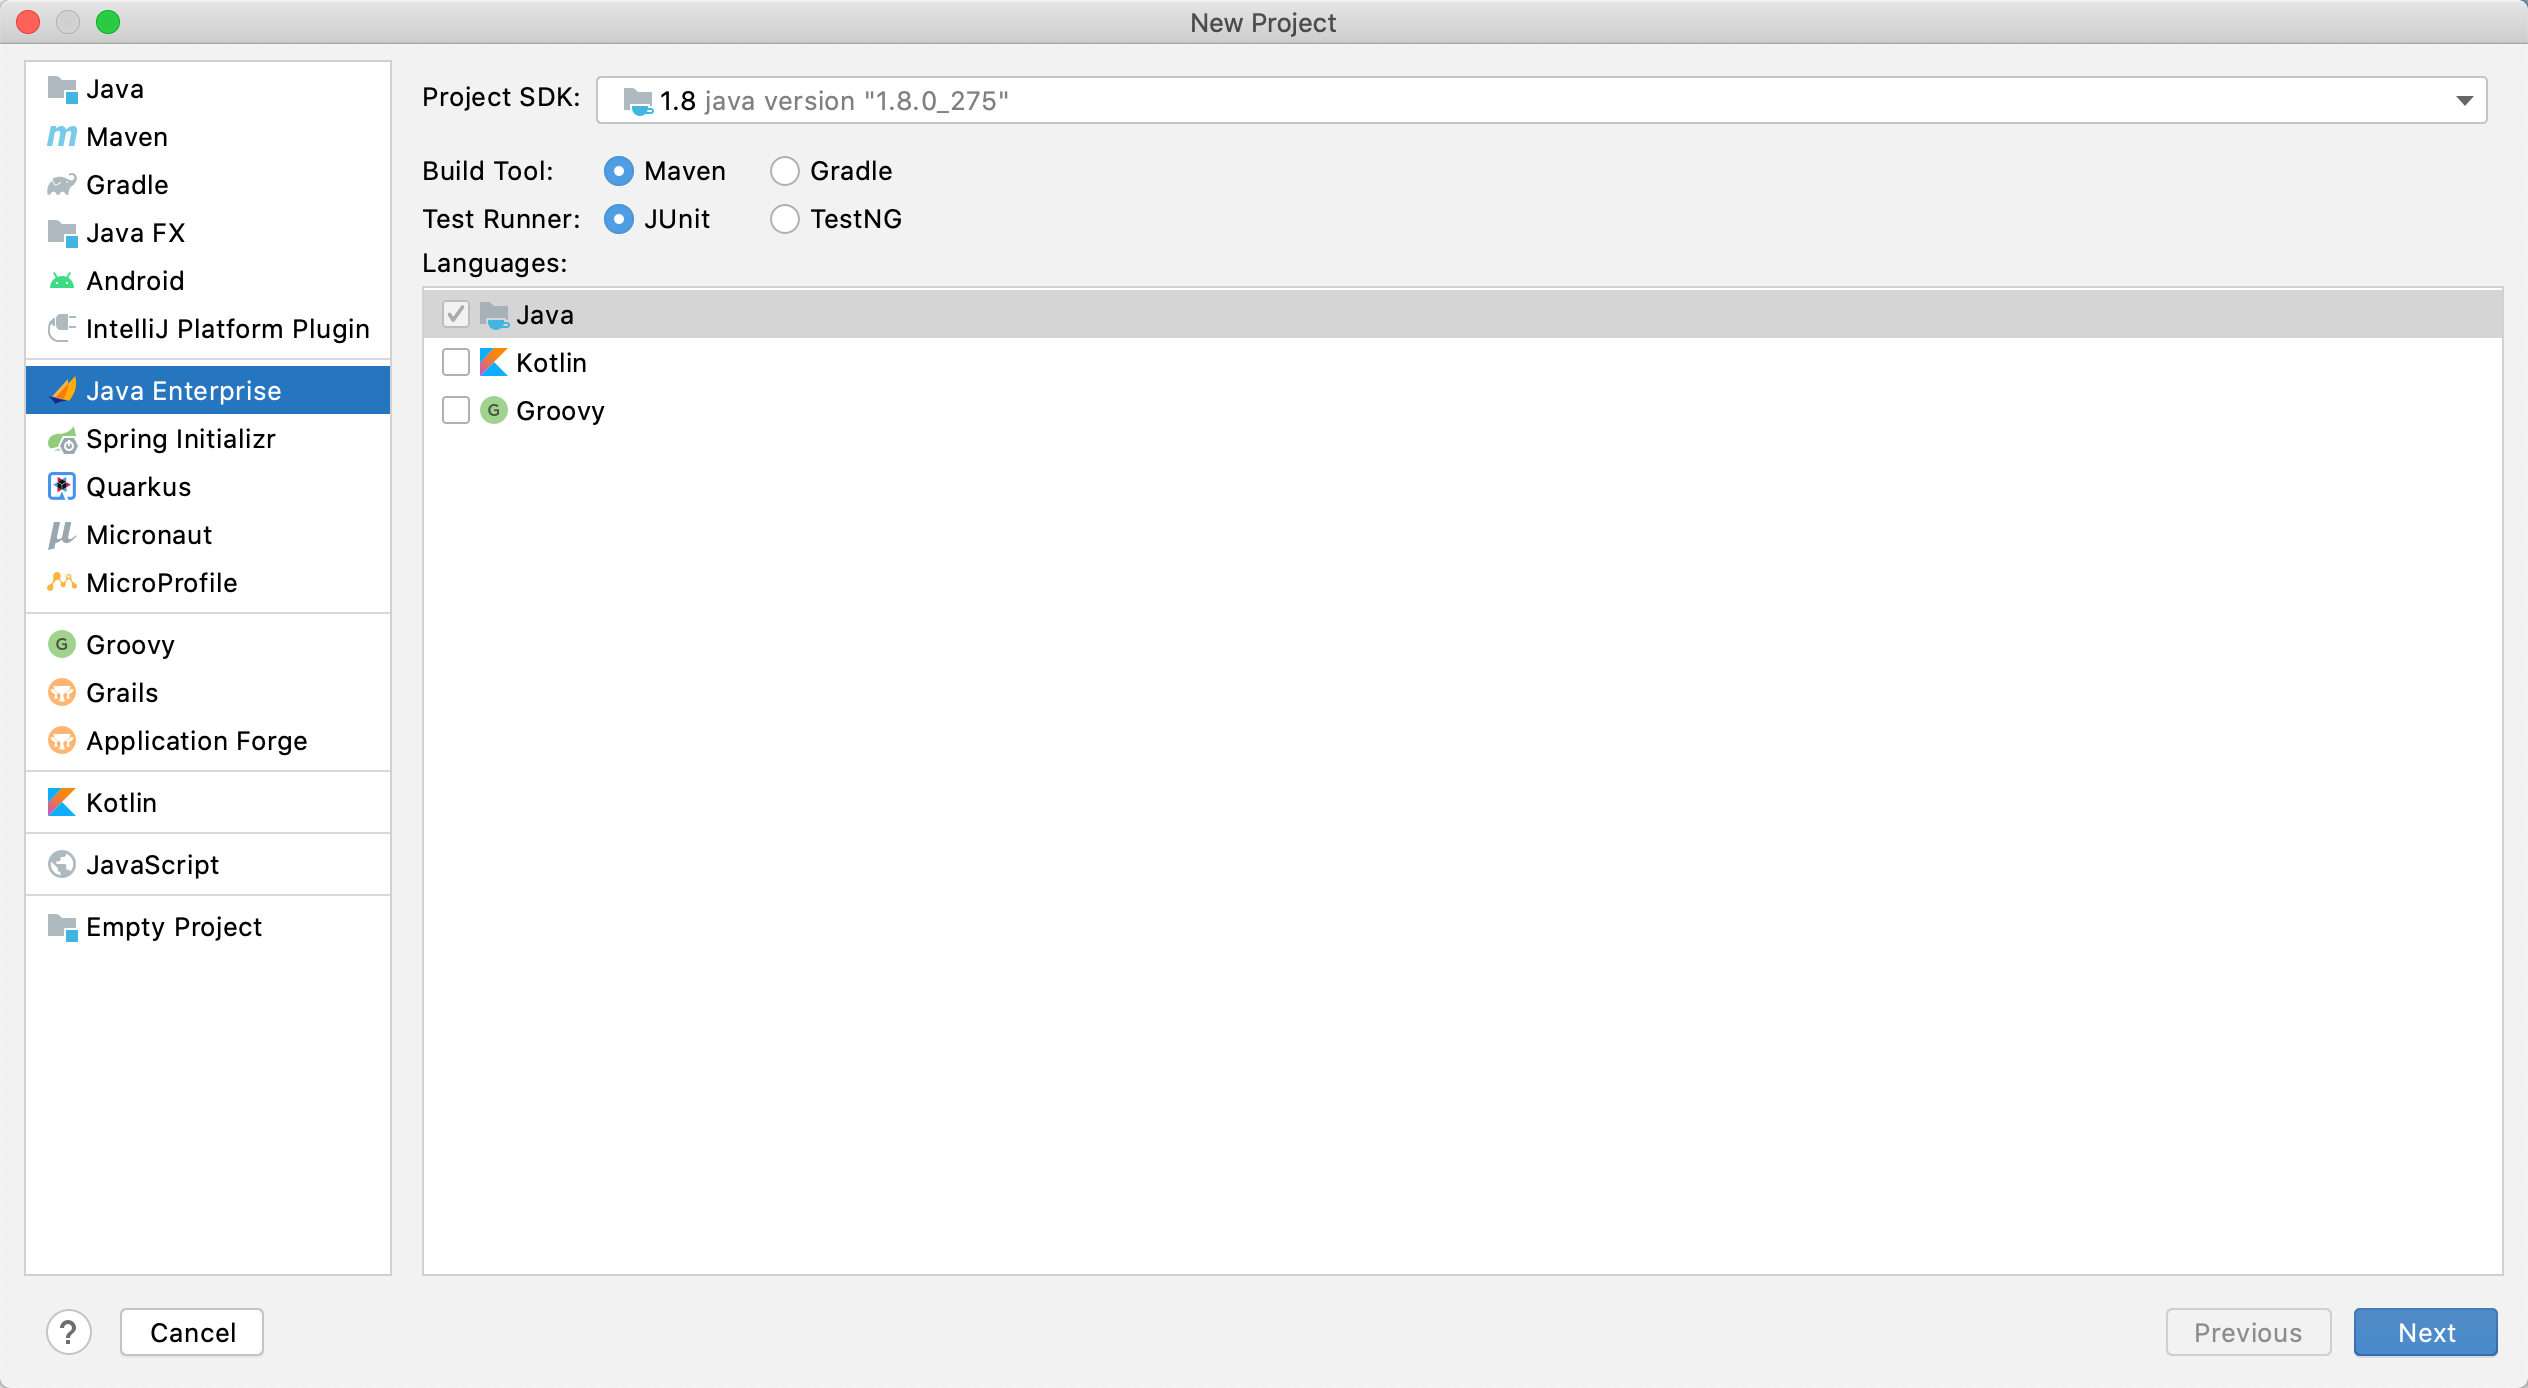 New Project
Java
Maven
Gradle
Java FX
Android
IntelliJ Platform Plugin
Java Enterprise
Spring Initializr
Quarkus
Micronaut
MicroProfile
G Groovy
Grails
Application Forge
Kotlin
JavaScript
Empty Project
Project SDK: 1.8 java version "1.8.0_275"
Build Tool: Maven Gradle
Test Runner: JUnit TestNG
Languages:
Java
Kotlin
G Groovy
? Cancel Previous Next